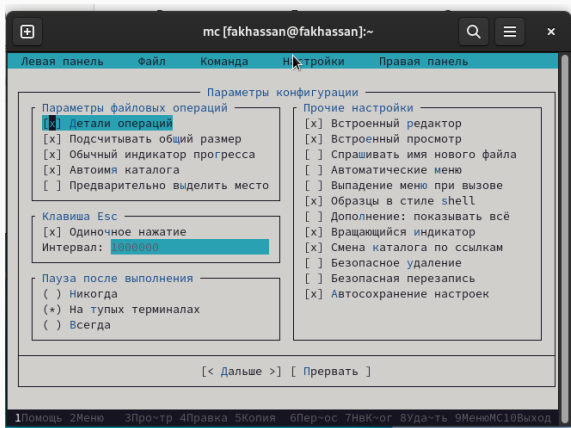 mc [fakhassan@fakhassan]:~
Левая панель Файл Команда Настройки Правая панель
Параметры конфигурации
Параметры файловых операций
[x] Детали операций
[x] Подсчитывать общий размер
[x] Обычный индикатор прогресса
[x] Автоимя каталога
[ ] Предварительно выделить место
Клавиша Esc
[x] Одиночное нажатие
Интервал: 1000000
Пауза после выполнения
( ) Никогда
(*) На тупых терминалах
( ) Всегда
Прочие настройки
[x] Встроенный редактор
[x] Встроенный просмотр
[ ] Спрашивать имя нового файла
[ ] Автоматические меню
[ ] Выпадение меню при вызове
[x] Образцы в стиле shell
[ ] Дополнение: показывать всё
[x] Вращающийся индикатор
[x] Смена каталога по ссылкам
[ ] Безопасное удаление
[ ] Безопасная перезапись
[x] Автосохранение настроек
[< Дальше >] [ Прервать ]
1Помощь 2Меню 3Про~тр 4Правка 5Копия 6Пер~ос 7НвК~ог 8Уда~ть 9МенюMC10Выход